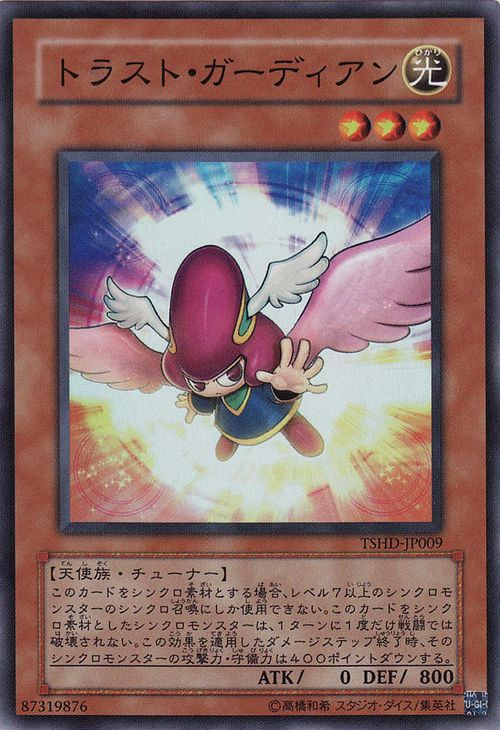 トラスト・ガーディアン
光
TSHD-JP009
【天使族・チューナー】
このカードをシンクロ素材とする場合、レベル7以上のシンクロモ
ンスターのシンクロ召喚にしか使用できない。このカードをシンク
ロ素材としたシンクロモンスターは、1ターンに1度だけ戦闘では
破壊されない。この効果を適用したダメージステップ終了時、その
シンクロモンスターの攻撃力・守備力は400ポイントダウンする。
ATK/ 0 DEF/ 800
87319876
©高橋和希 スタジオ・ダイス/集英社